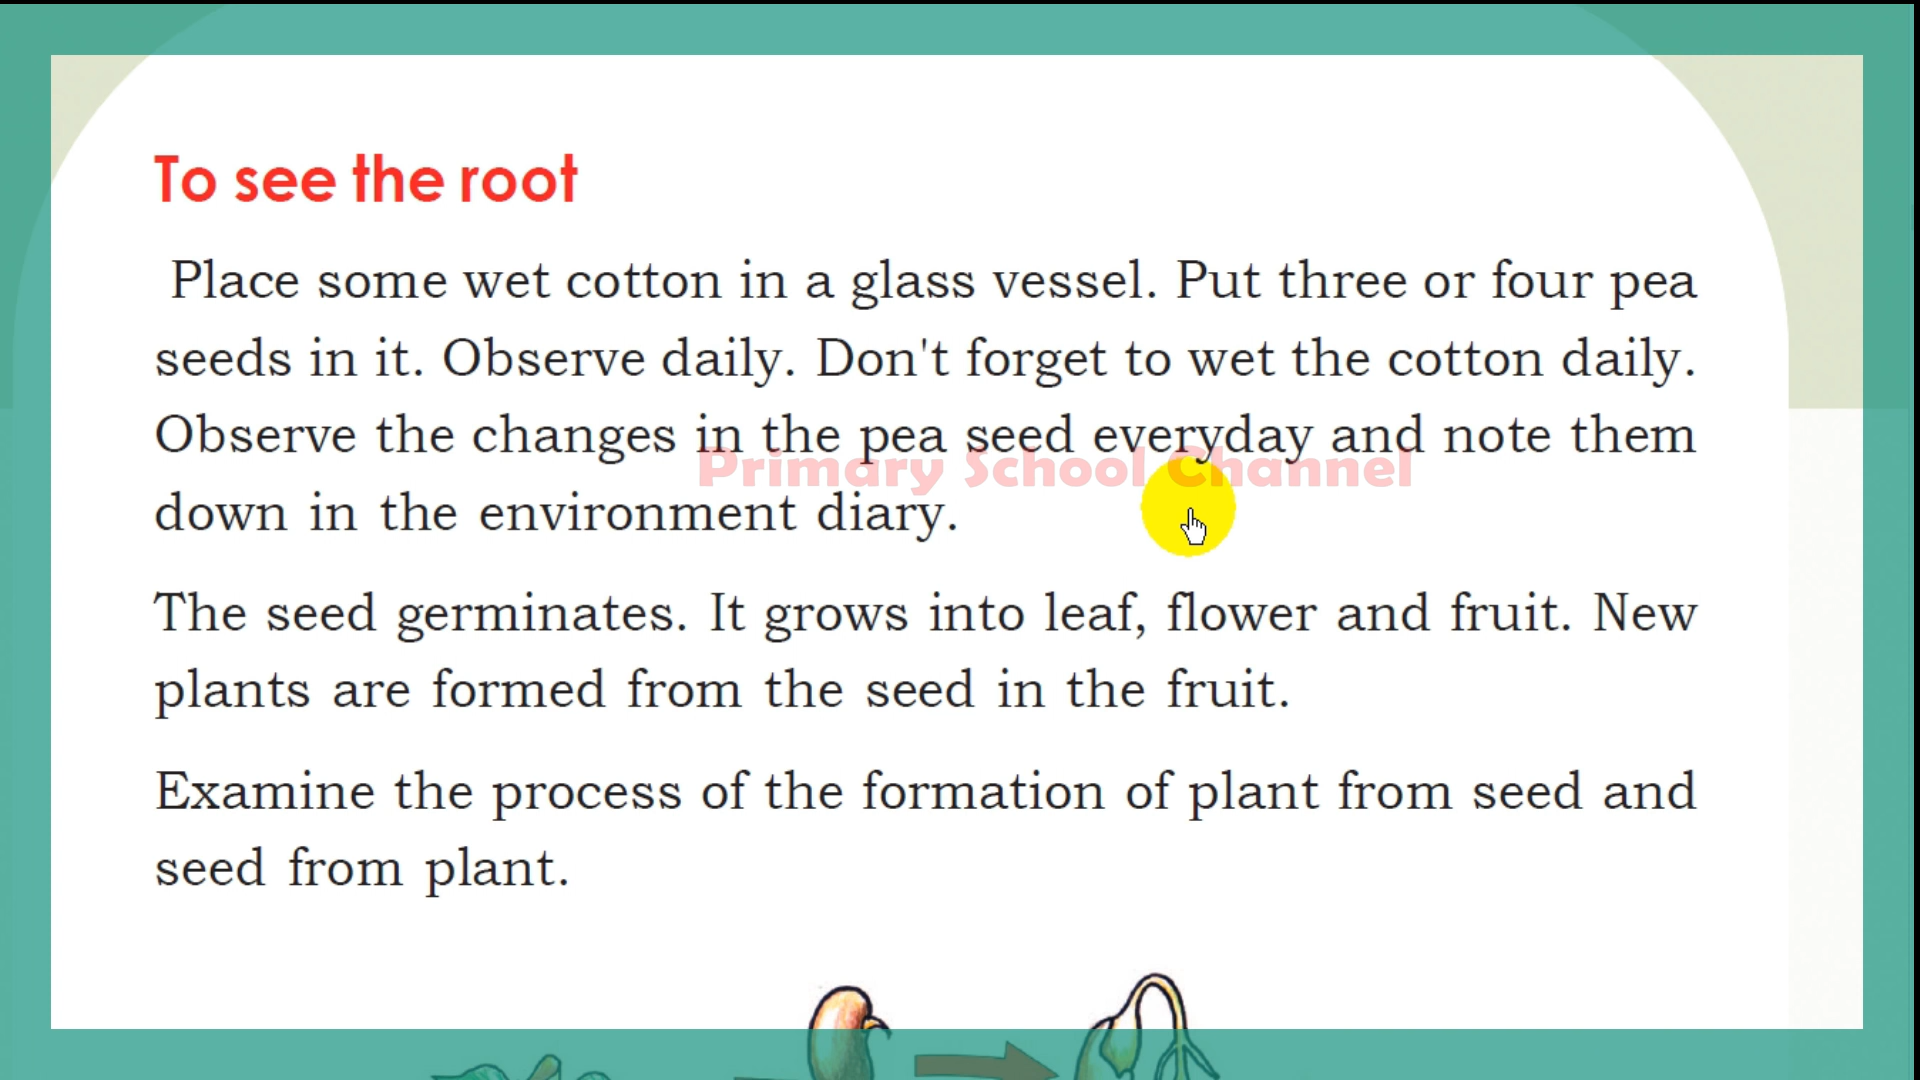 To see the root
Place some wet cotton in a glass vessel. Put three or four pea
seeds in it. Observe daily. Don't forget to wet the cotton daily.
Observe the changes in the pea seed everyday and note them
Primary School Channel
down in the environment diary.
The seed germinates. It grows into leaf, flower and fruit. New
plants are formed from the seed in the fruit.
Examine the process of the formation of plant from seed and
seed from plant.